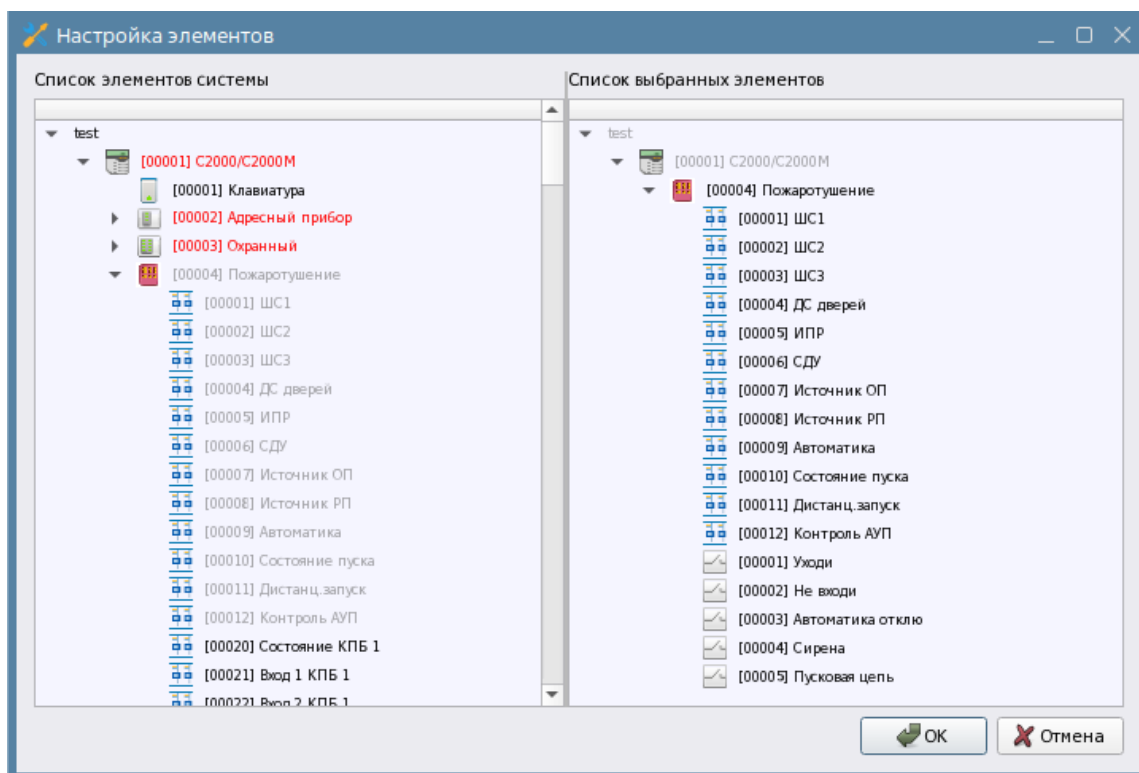 Настройка элементов
Список элементов системы
test
[00001] С2000/С2000М
[00001] Клавиатура
[00002] Адресный прибор
[00003] Охранный
[00004] Пожаротушение
[00001] ШС1
[00002] ШС2
[00003] ШС3
[00004] ДС дверей
[00005] ИПР
[00006] СДУ
[00007] Источник ОП
[00008] Источник РП
[00009] Автоматика
[00010] Состояние пуска
[00011] Дистанц.запуск
[00012] Контроль АУП
[00020] Состояние КПБ 1
[00021] Вход 1 КПБ 1
[00022] Вход 2 КПБ 1
Список выбранных элементов
test
[00001] С2000/С2000М
[00004] Пожаротушение
[00001] ШС1
[00002] ШС2
[00003] ШС3
[00004] ДС дверей
[00005] ИПР
[00006] СДУ
[00007] Источник ОП
[00008] Источник РП
[00009] Автоматика
[00010] Состояние пуска
[00011] Дистанц.запуск
[00012] Контроль АУП
[00001] Уходи
[00002] Не входи
[00003] Автоматика отклю
[00004] Сирена
[00005] Пусковая цепь
ОК
Отмена